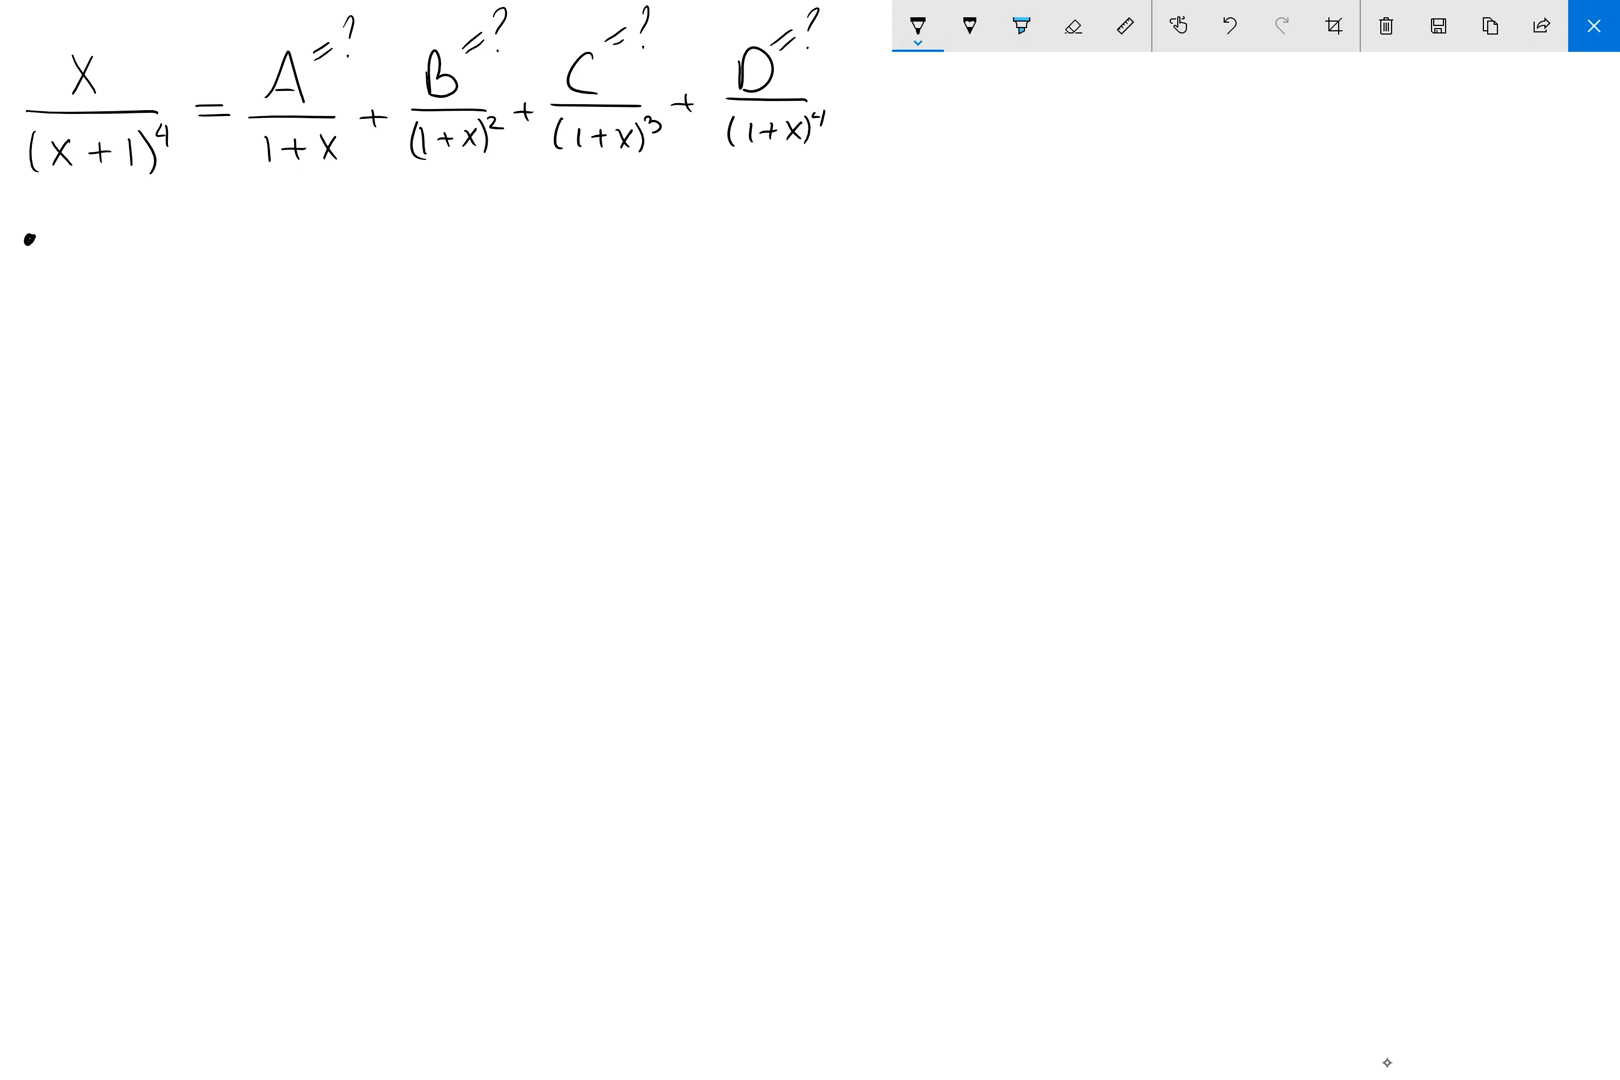 x/(x+1)^4 = A=?/(1+x) + B=?/(1+x)^2 + C=?/(1+x)^3 + D=?/(1+x)^4